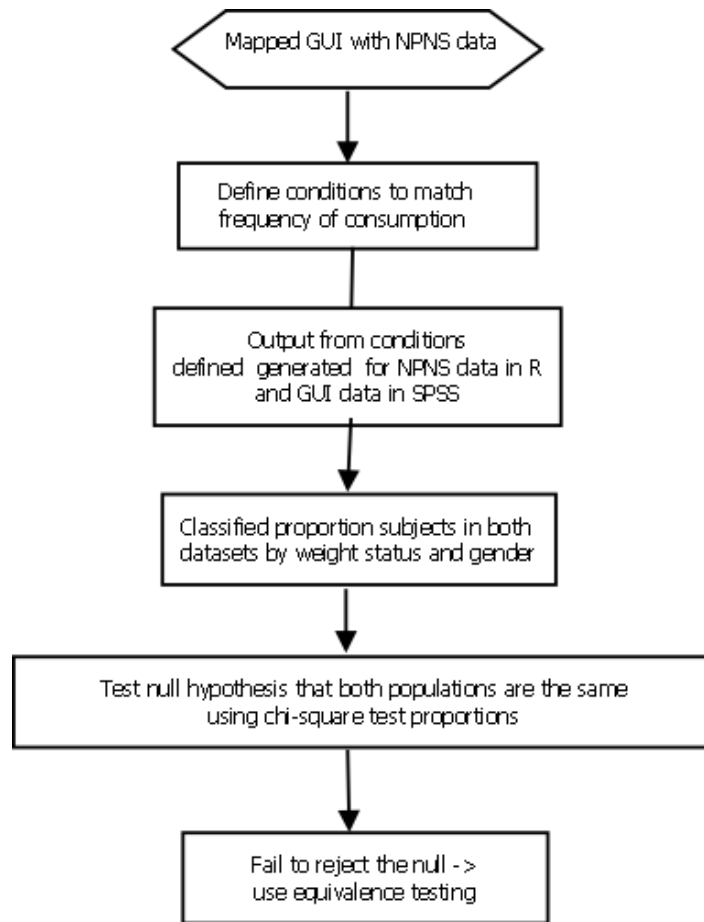 Mapped GUI with NPNS data
Define conditions to match
frequency of consumption
Output from conditions
defined generated for NPNS data in R
and GUI data in SPSS
Classified proportion subjects in both
datasets by weight status and gender
Test null hypothesis that both populations are the same
using chi-square test proportions
Fail to reject the null ->
use equivalence testing